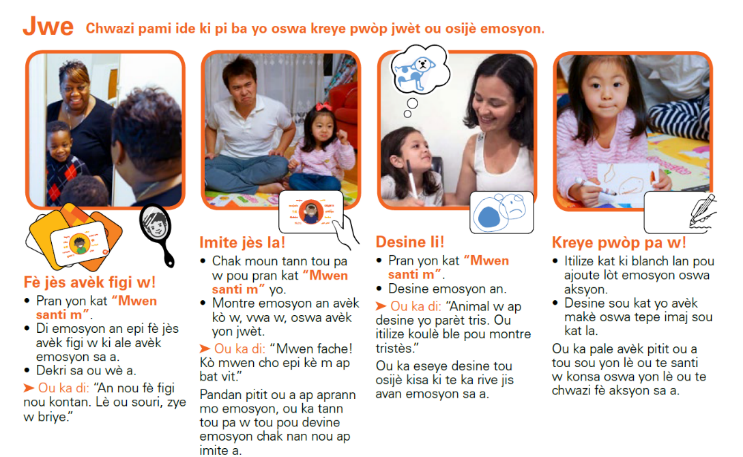 Jwe Chwazi pami ide ki pi ba yo oswa kreye pwòp jwèt ou osijè emosyon.
Fè jès avèk figi w!
• Pran yon kat “Mwen
santi m”.
• Di emosyon an epi fè jès
avèk figi w ki ale avèk
emosyon sa a.
• Dekri sa ou wè a.
➤ Ou ka di: “An nou fè figi
nou kontan. Lè ou souri, zye
w briye.”
Imite jès la!
• Chak moun tann tou pa
w pou pran kat “Mwen
santi m” yo.
• Montre emosyon an avèk
kò w, vwa w, oswa avèk
yon jwèt.
➤ Ou ka di: “Mwen fache!
Kò mwen cho epi kè m ap
bat vit.”
Pandan pitit ou a ap aprann
mo emosyon, ou ka tann
tou pa w tou pou devine
emosyon chak nan nou ap
imite a.
Desine li!
• Pran yon kat “Mwen
santi m”.
• Desine emosyon an.
➤ Ou ka di: “Animal w ap
desine yo parèt tris. Ou
itilize koulè ble pou montre
tristès.”
Ou ka eseye desine tou
osijè kisa ki te ka rive jis
avan emosyon sa a.
Kreye pwòp pa w!
• Itilize kat ki blanch lan pou
ajoute lòt emosyon oswa
aksyon.
• Desine sou kat yo avèk
makè oswa tepe imaj sou
kat la.
Ou ka pale avèk pitit ou a
tou sou yon lè ou te santi
w konsa oswa yon lè ou te
chwazi fè aksyon sa a.